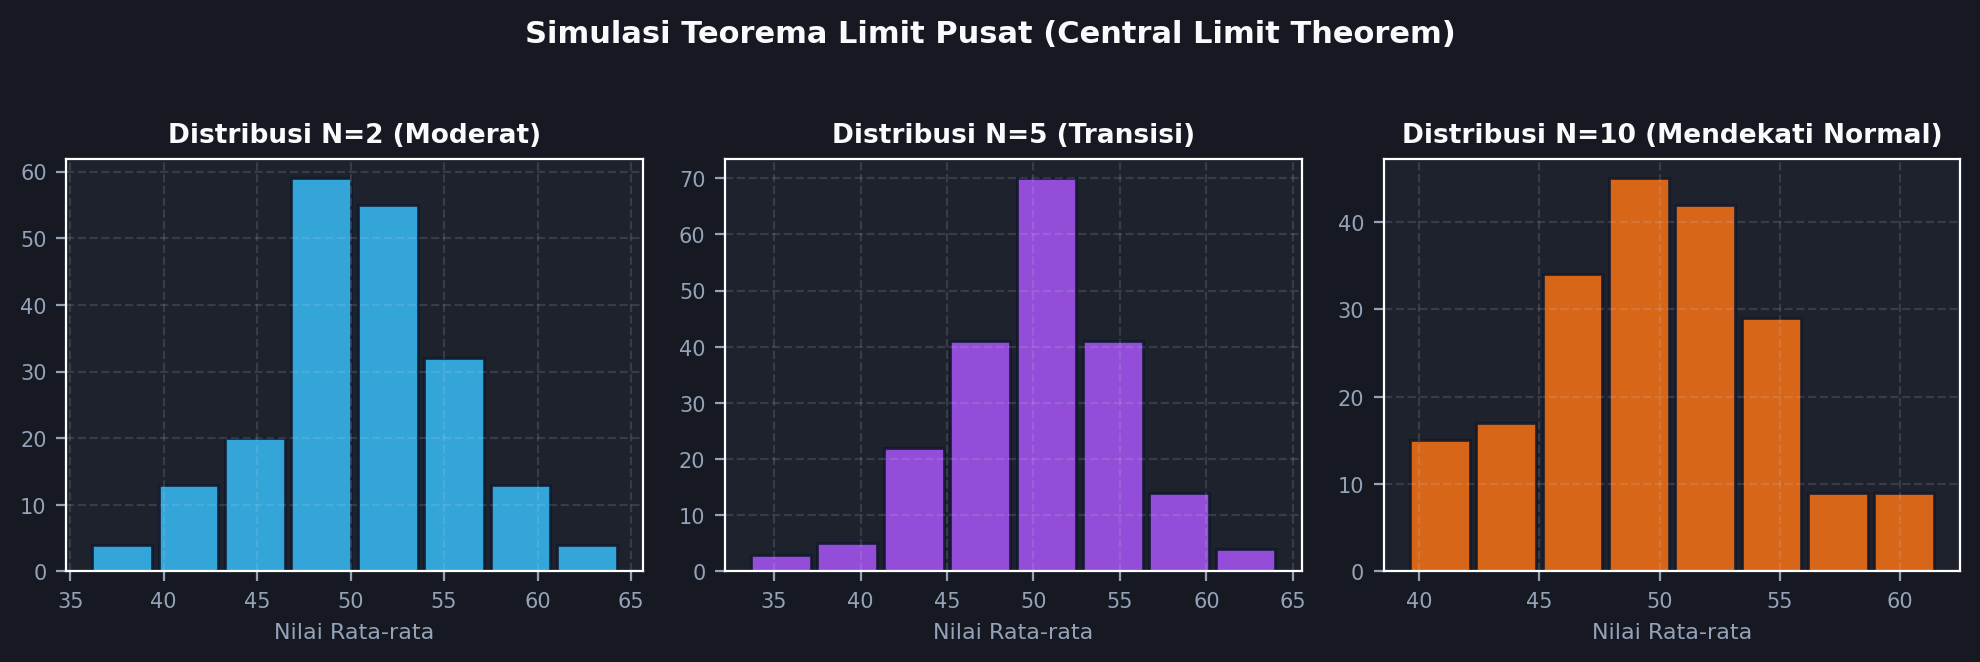 Simulasi Teorema Limit Pusat (Central Limit Theorem)
Distribusi N=2 (Moderat)
60
50
40
30
20
10
0
35 40 45 50 55 60 65
Nilai Rata-rata
Distribusi N=5 (Transisi)
70
60
50
40
30
20
10
0
35 40 45 50 55 60 65
Nilai Rata-rata
Distribusi N=10 (Mendekati Normal)
40
30
20
10
0
40 45 50 55 60
Nilai Rata-rata